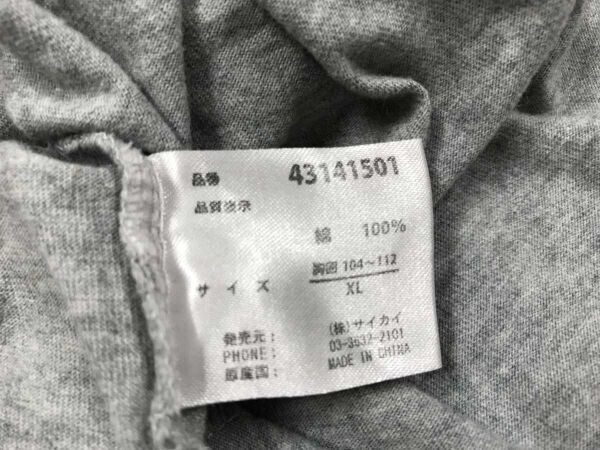 品番 43141501
品質表示
綿 100%
サイズ 胸囲 104～112
XL
発売元: (株)サイカイ
PHONE: 03-3632-2101
原産国: MADE IN CHINA